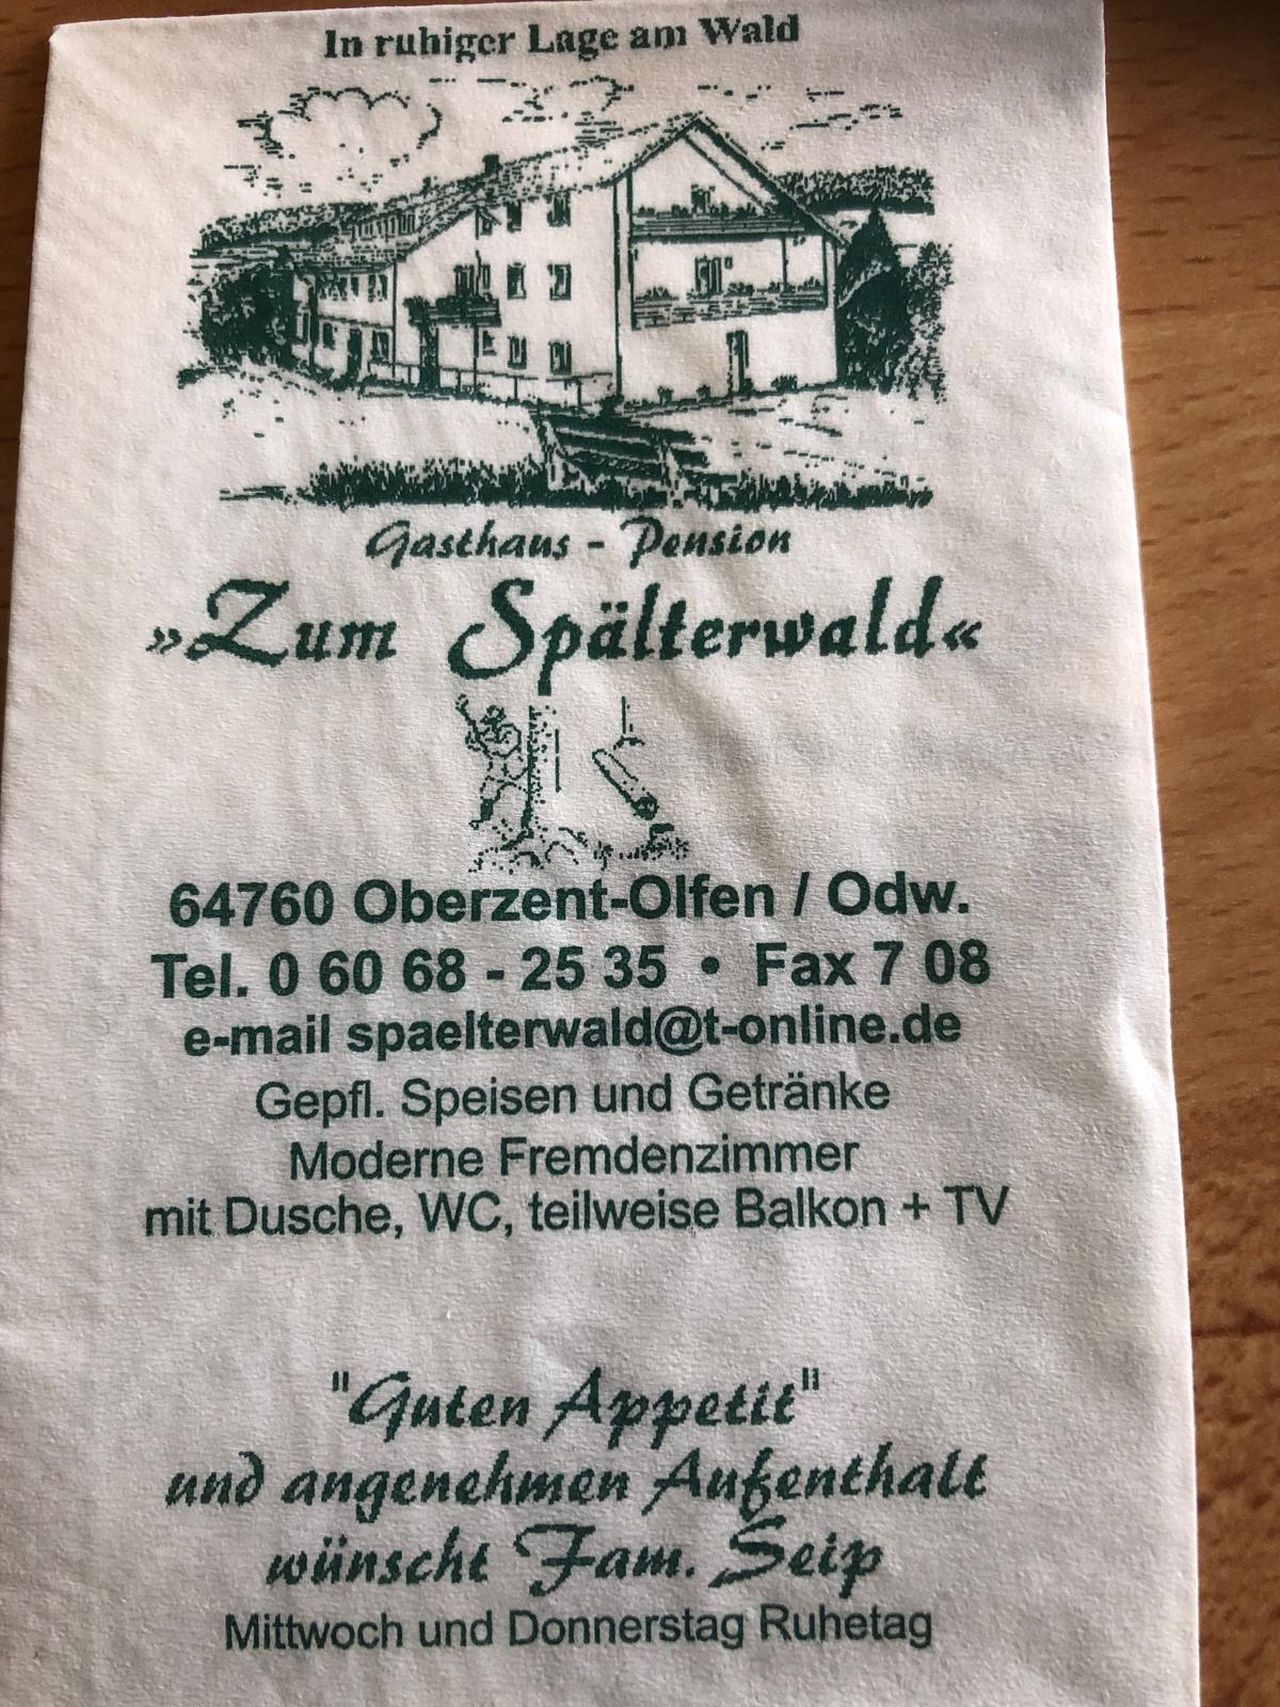 In ruhiger Lage am Wald
Gasthaus - Pension
»Zum Spälterwald«
64760 Oberzent-Olfen / Odw.
Tel. 0 60 68 - 25 35 • Fax 7 08
e-mail spaelterwald@t-online.de
Gepfl. Speisen und Getränke
Moderne Fremdenzimmer
mit Dusche, WC, teilweise Balkon + TV
"Guten Appetit"
und angenehmen Aufenthalt
wünscht Fam. Seip
Mittwoch und Donnerstag Ruhetag